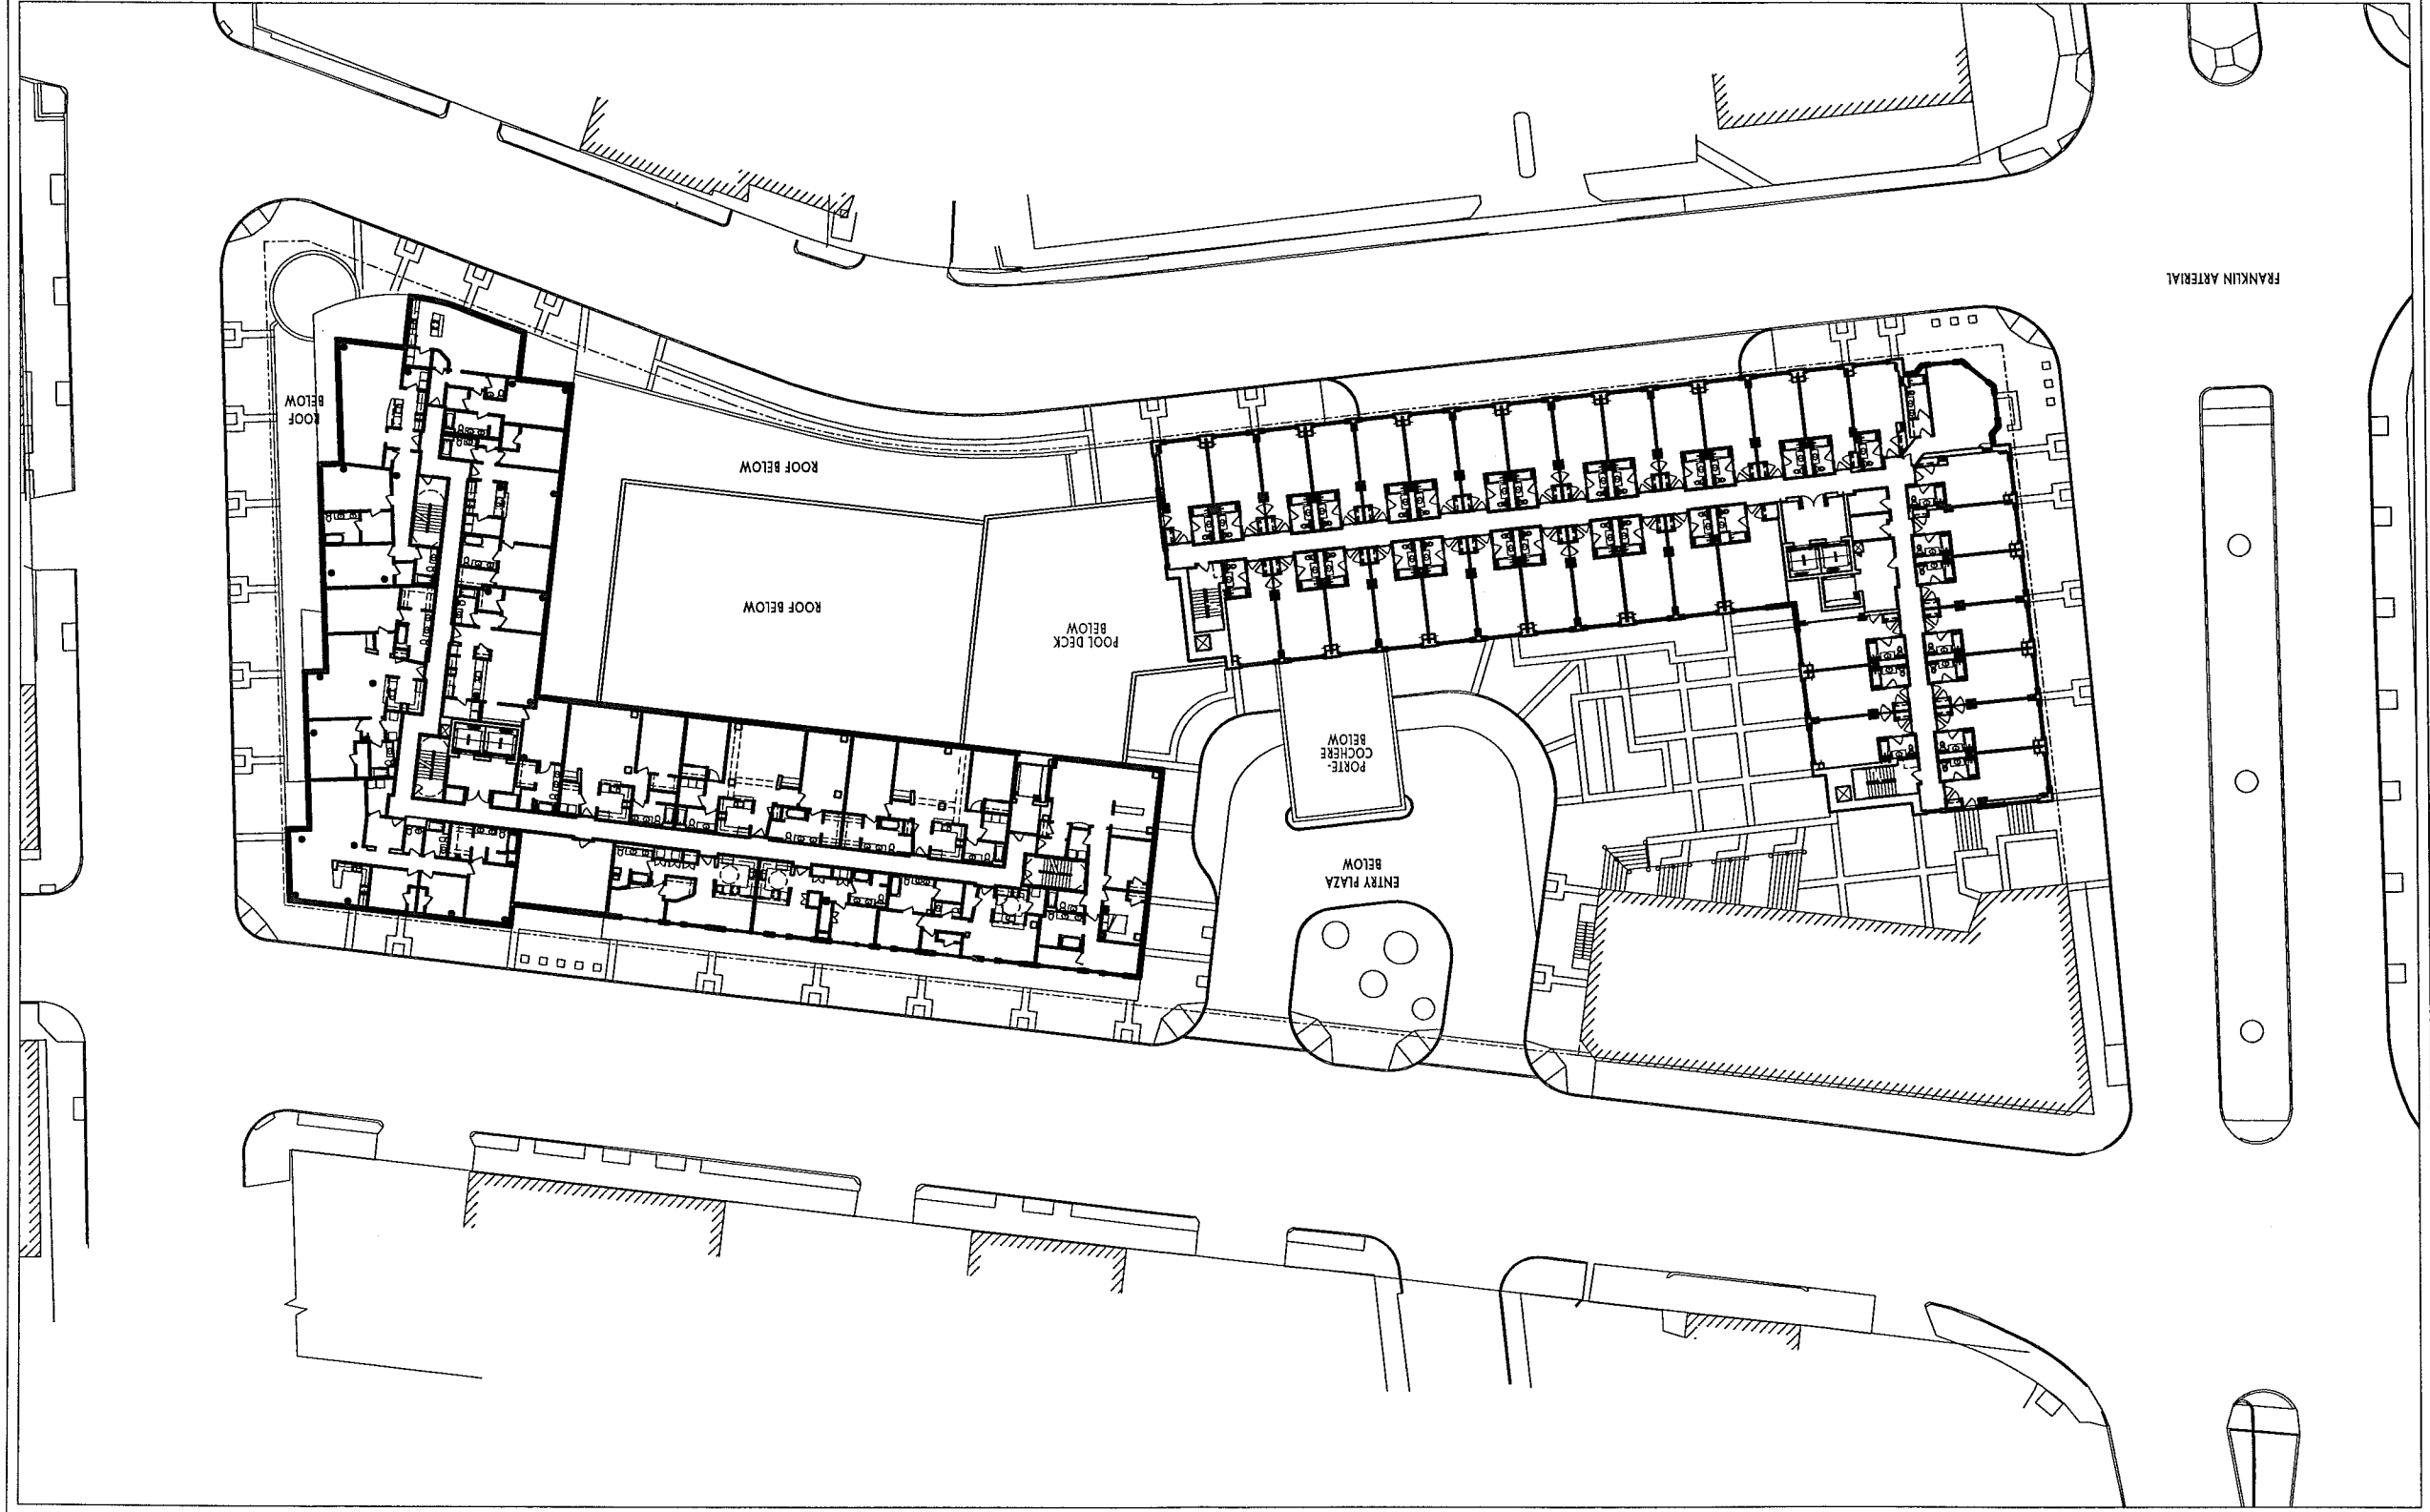 FRANKLIN ARTERIAL
ROOF
BELOW
ROOF BELOW
ROOF BELOW
POOL DECK
BELOW
PORTE-
COCHERE
BELOW
ENTRY PLAZA
BELOW